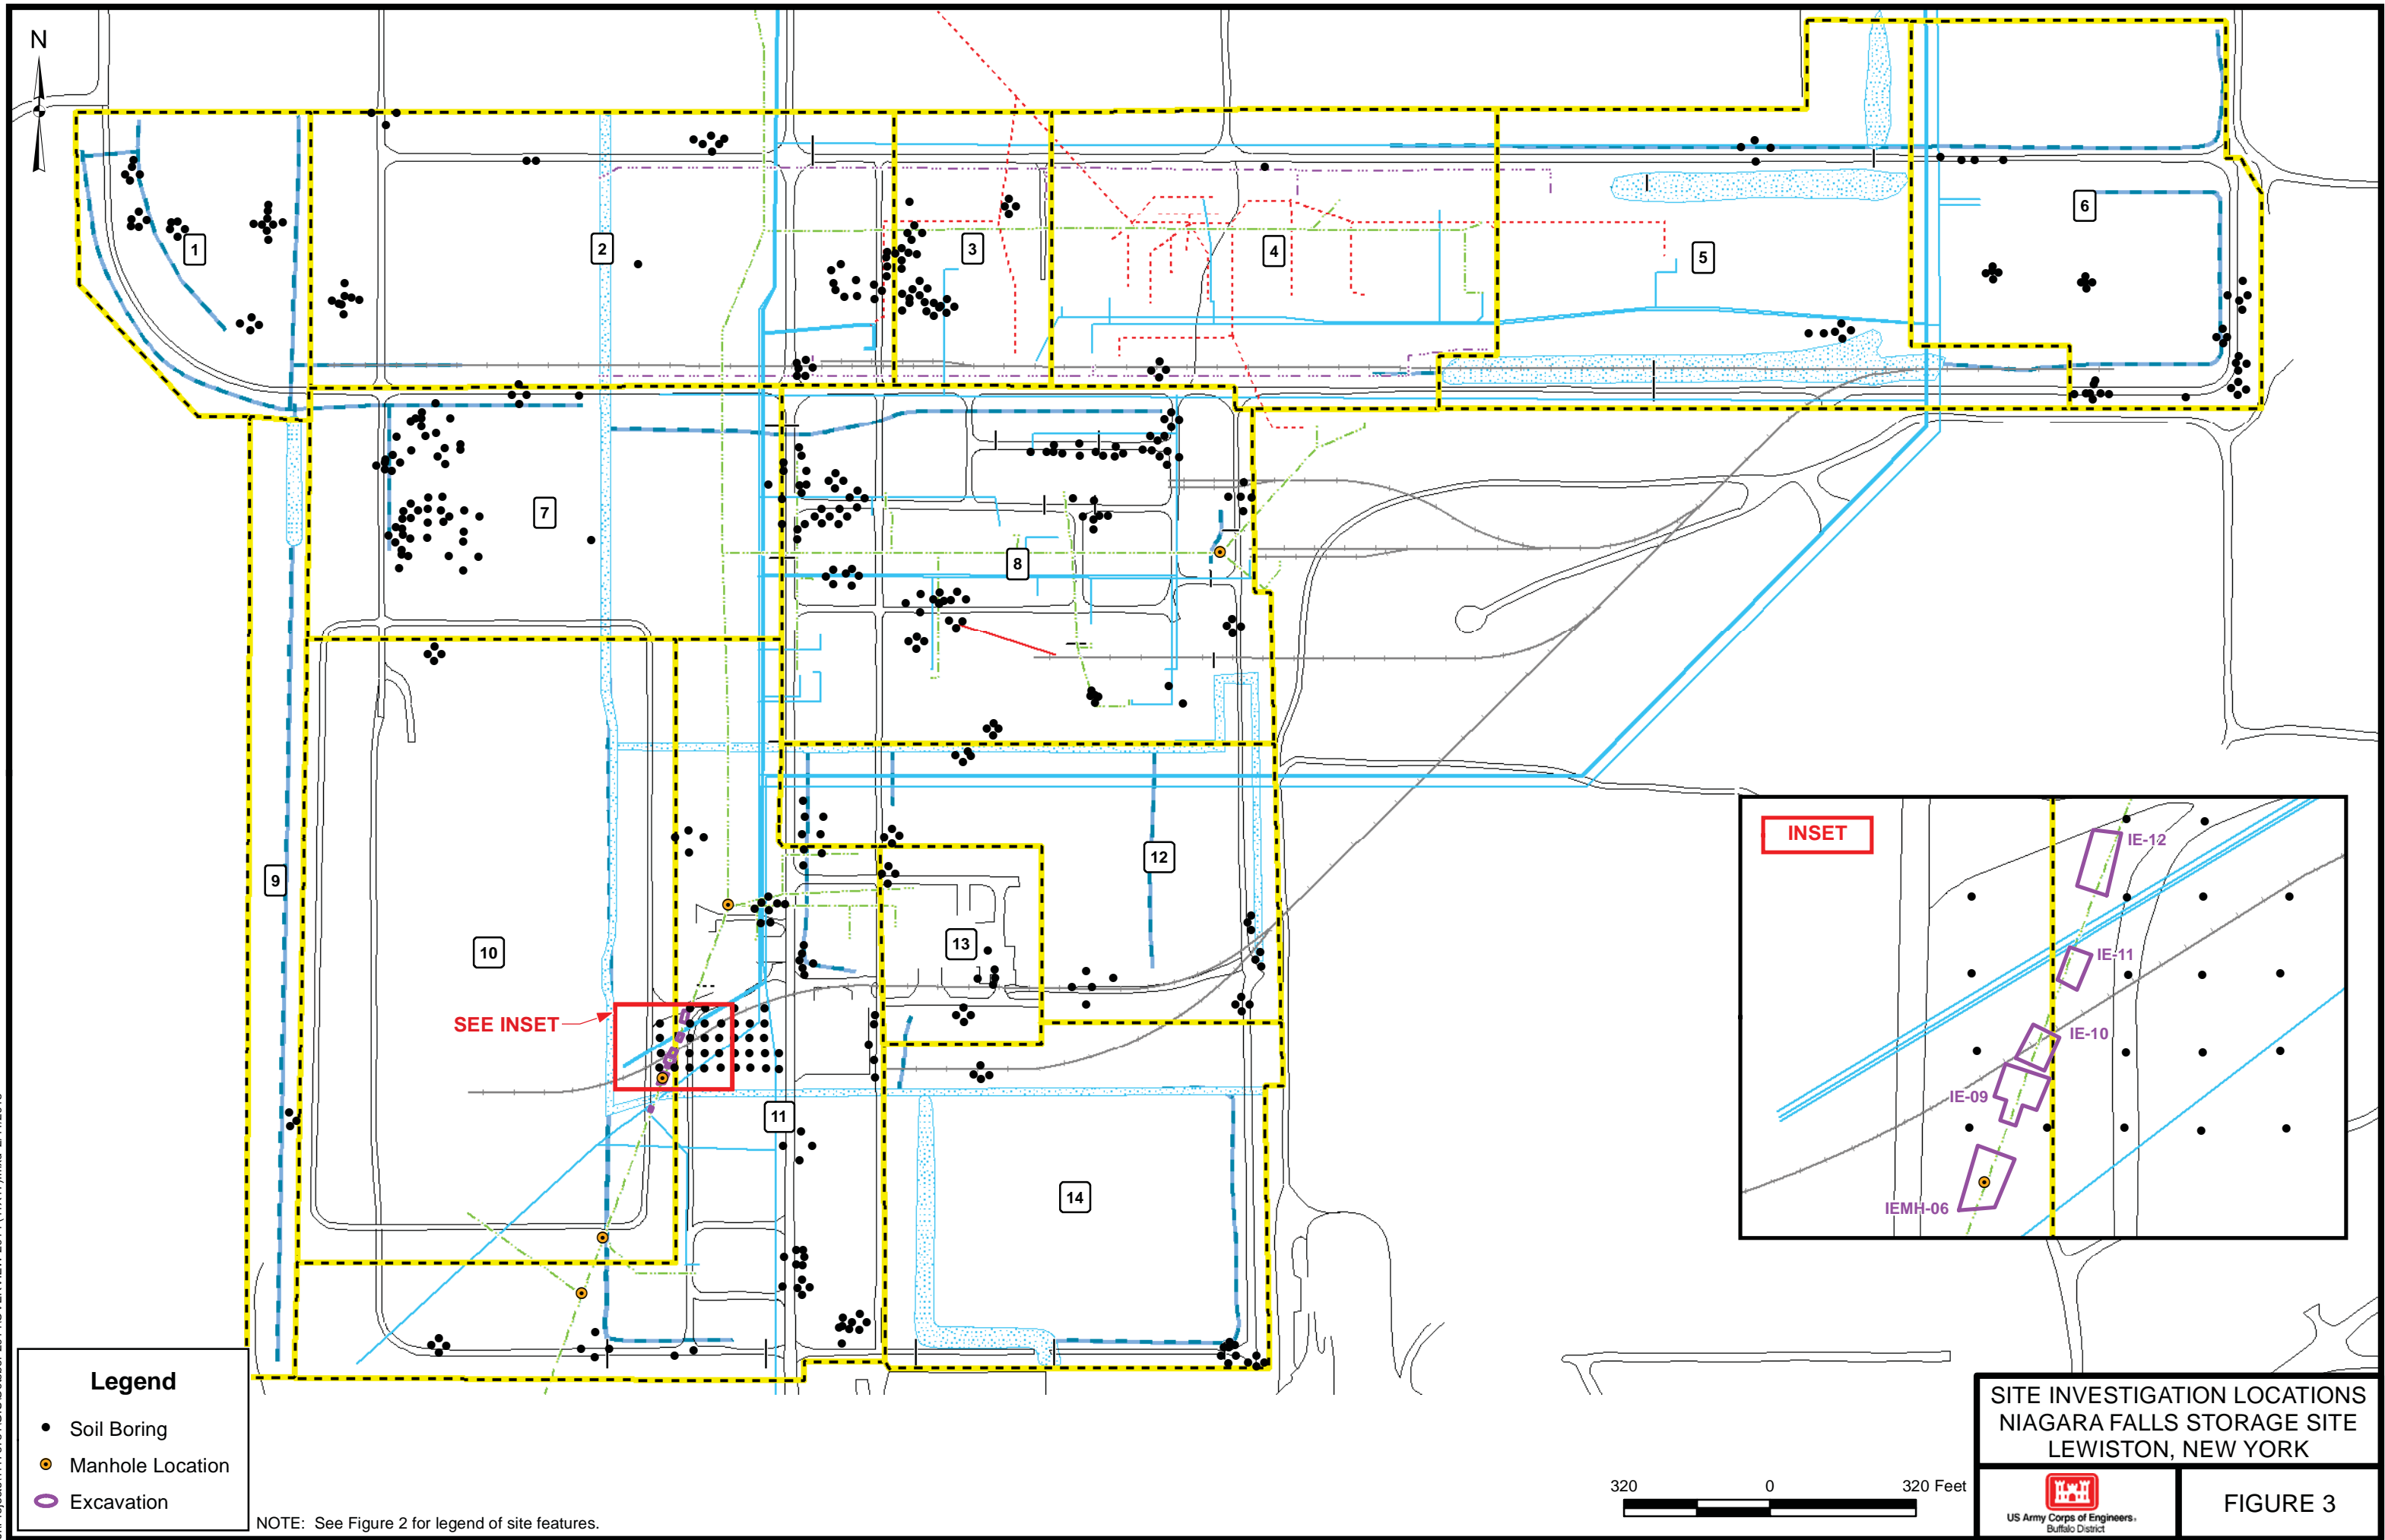 N
1
2
3
4
5
6
7
8
9
10
11
12
13
14
SEE INSET
INSET
IE-12
IE-11
IE-10
IE-09
IEMH-06
Legend
Soil Boring
Manhole Location
Excavation
NOTE: See Figure 2 for legend of site features.
320 0 320 Feet
SITE INVESTIGATION LOCATIONS
NIAGARA FALLS STORAGE SITE
LEWISTON, NEW YORK
US Army Corps of Engineers®
Buffalo District
FIGURE 3